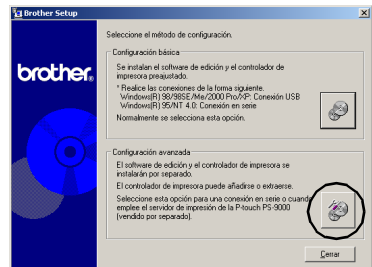 Brother Setup
Seleccione el método de configuración.
brother®
Configuración básica
Se instalan el software de edición y el controlador de
impresora preajustado.
* Realice las conexiones de la forma siguiente.
Windows(R) 98/98SE/Me/2000 Pro/XP: Conexión USB
Windows(R) 95/NT 4.0: Conexión en serie
Normalmente se selecciona esta opción.
Configuración avanzada
El software de edición y el controlador de impresora se
instalarán por separado.
El controlador de impresora puede añadirse o extraerse.
Seleccione esta opción para una conexión en serie o cuando
emplee el servidor de impresión de la P-touch PS-9000
(vendido por separado).
Cerrar